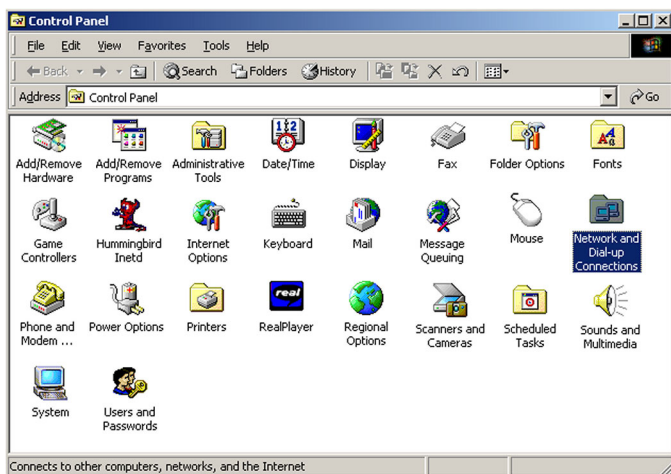 Control Panel
File Edit View Favorites Tools Help
Back Search Folders History
Address Control Panel Go
Add/Remove Hardware
Add/Remove Programs
Administrative Tools
Date/Time
Display
Fax
Folder Options
Fonts
Game Controllers
Hummingbird Inetd
Internet Options
Keyboard
Mail
Message Queuing
Mouse
Network and Dial-up Connections
Phone and Modem ...
Power Options
Printers
real
RealPlayer
Regional Options
Scanners and Cameras
Scheduled Tasks
Sounds and Multimedia
System
Users and Passwords
Connects to other computers, networks, and the Internet